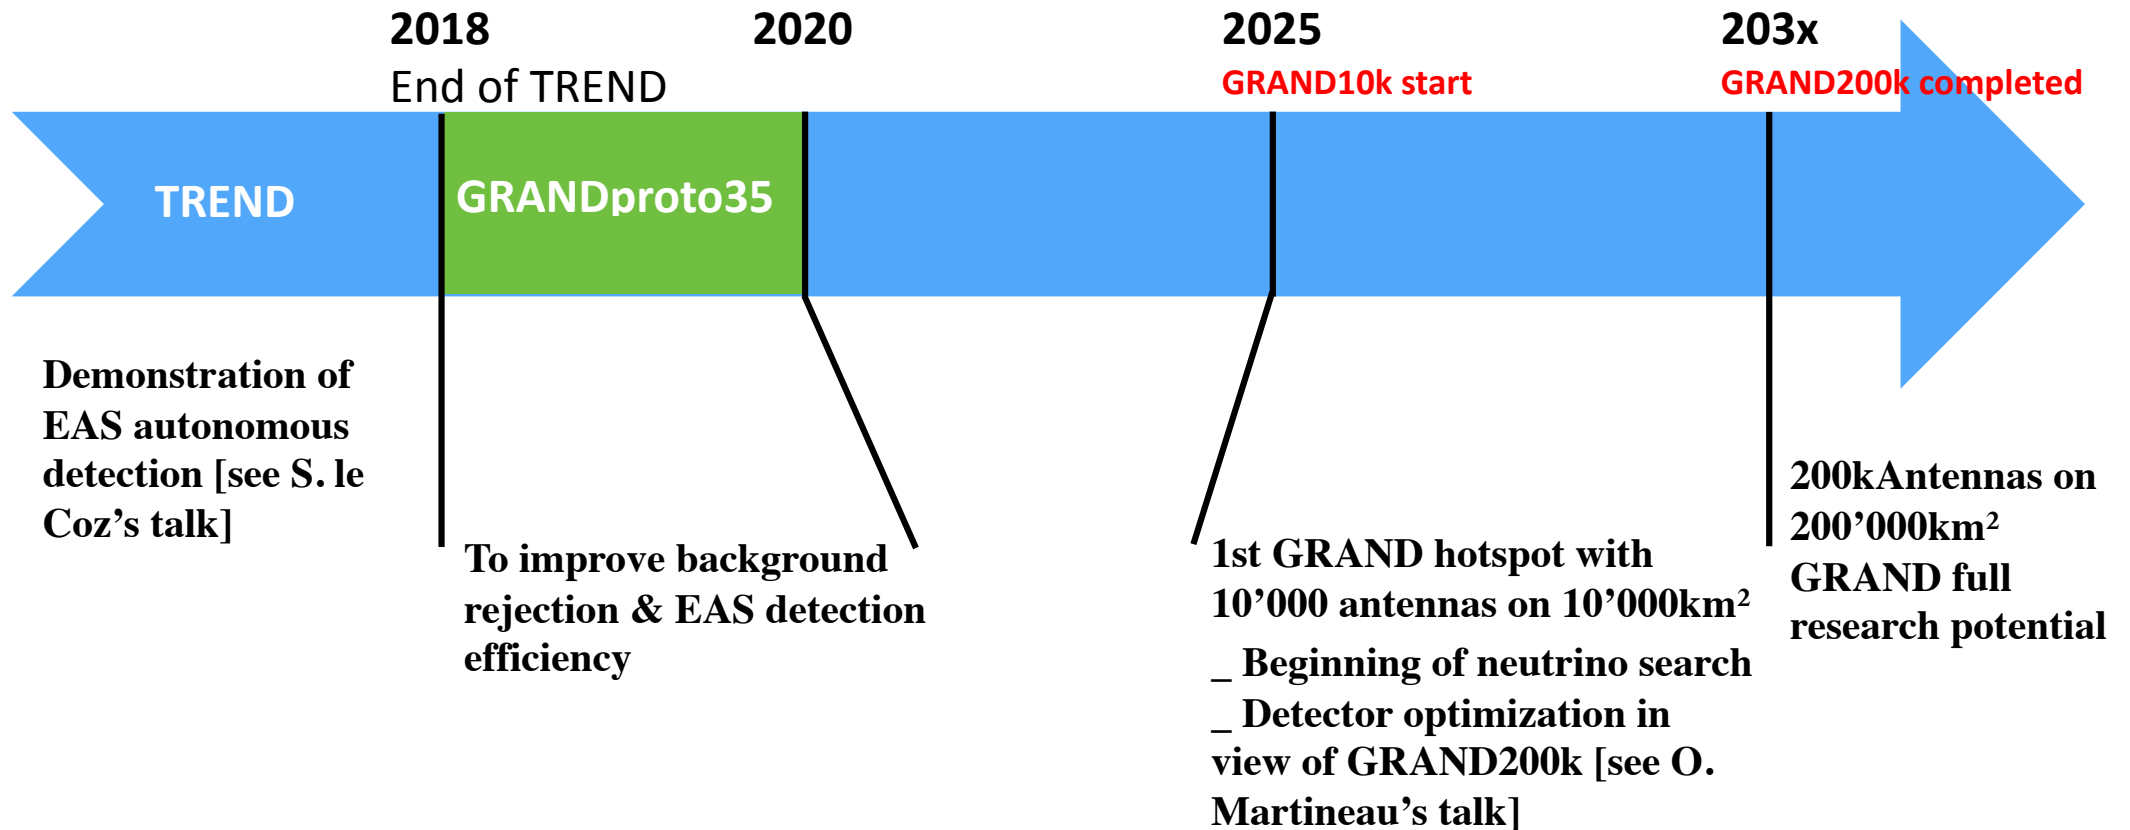 2018
End of TREND
2020
2025
GRAND10k start
203x
GRAND200k completed
TREND
GRANDproto35
Demonstration of
EAS autonomous
detection [see S. le
Coz’s talk]
To improve background
rejection & EAS detection
efficiency
1st GRAND hotspot with
10’000 antennas on 10’000km²
_ Beginning of neutrino search
_ Detector optimization in
view of GRAND200k [see O.
Martineau’s talk]
200kAntennas on
200’000km²
GRAND full
research potential